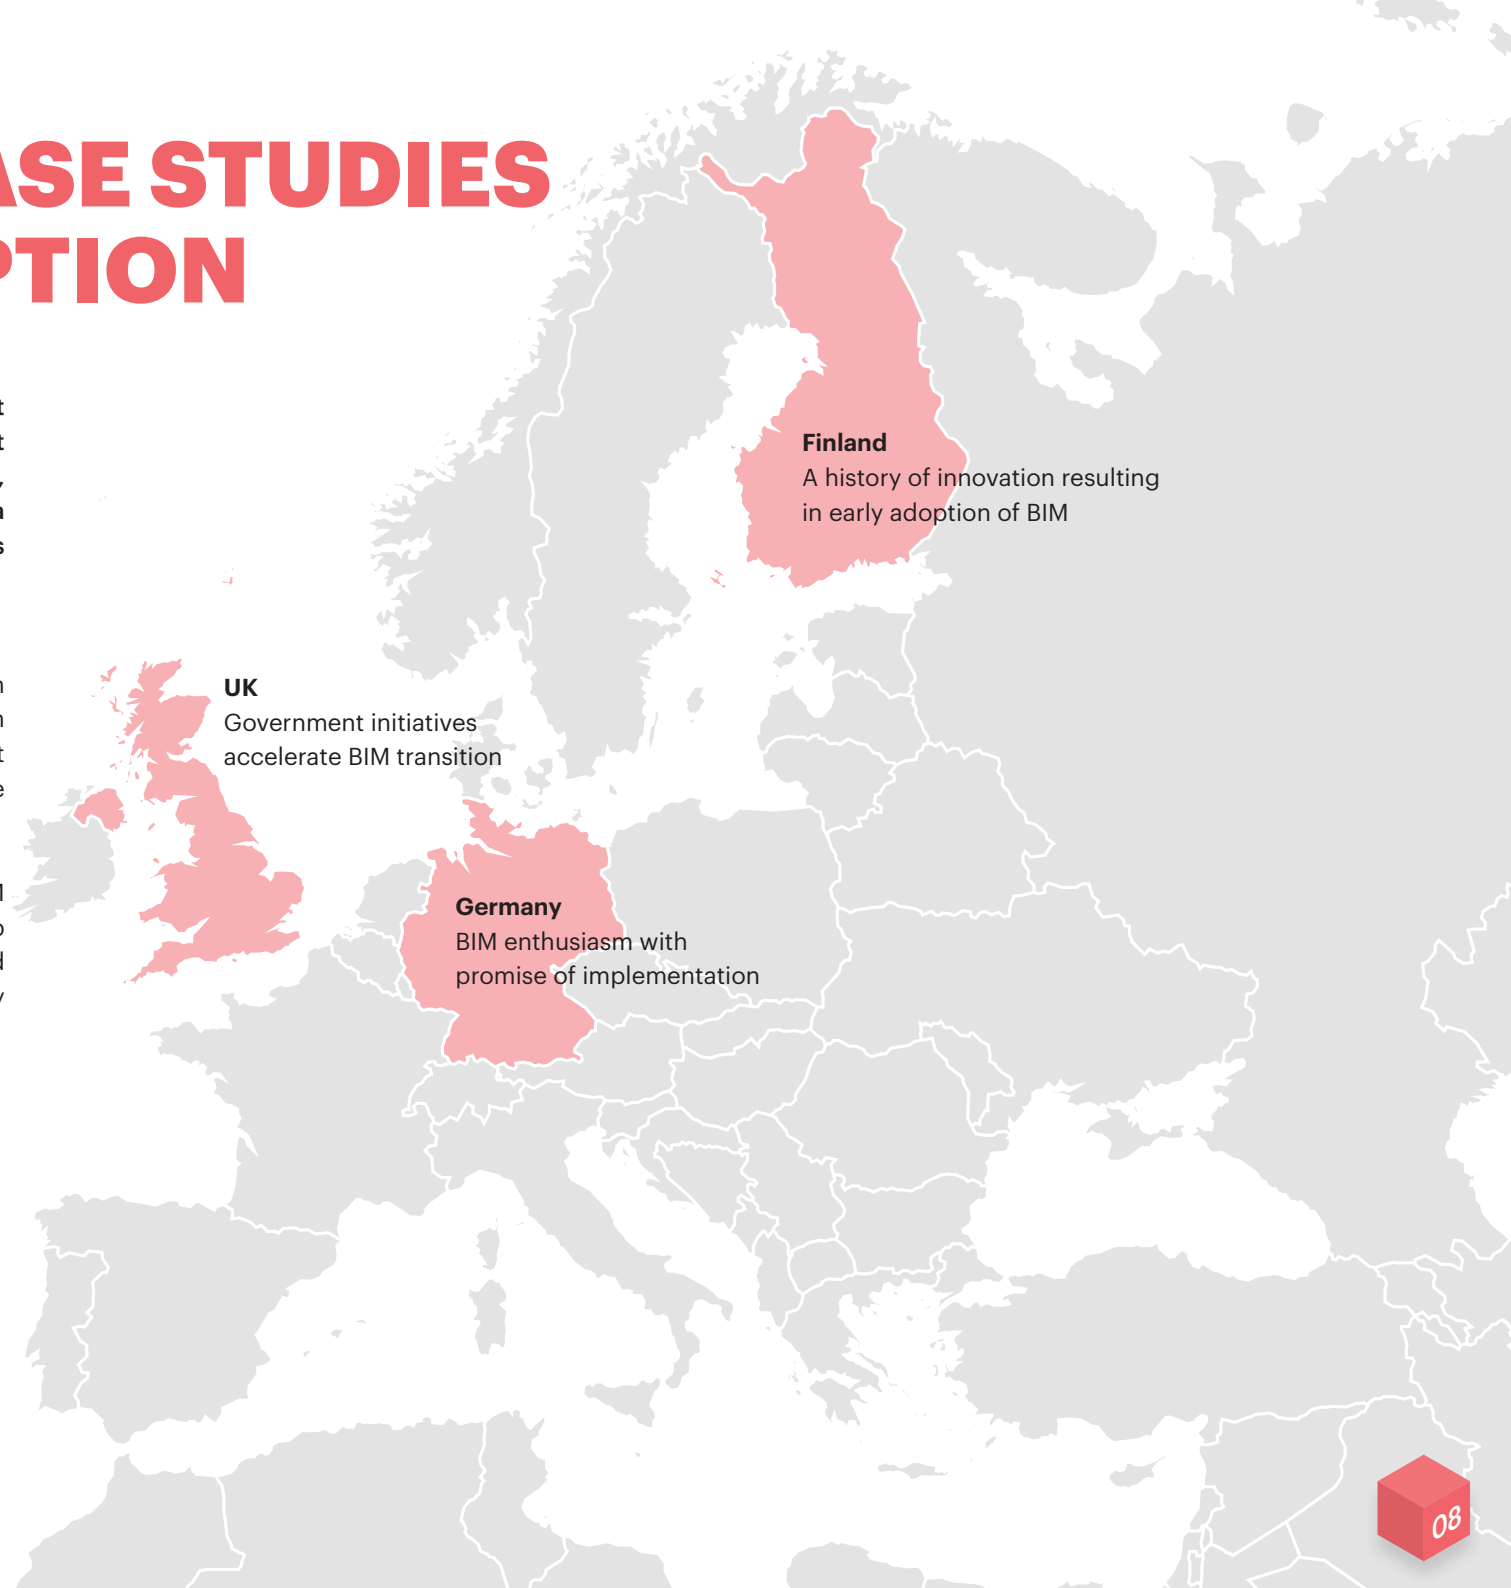 ASE STUDIES
PTION
Finland
A history of innovation resulting
in early adoption of BIM
UK
Government initiatives
accelerate BIM transition
Germany
BIM enthusiasm with
promise of implementation
08